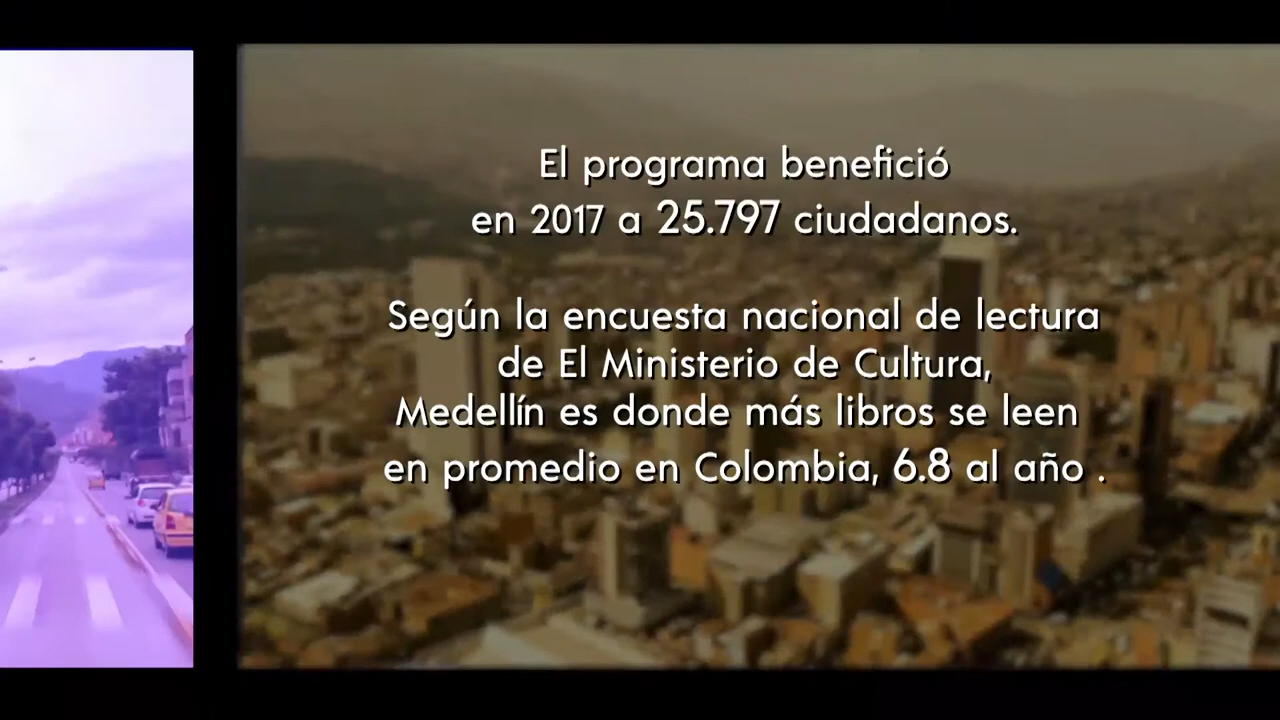 El programa benefició
en 2017 a 25.797 ciudadanos.
Según la encuesta nacional de lectura
de El Ministerio de Cultura,
Medellín es donde más libros se leen
en promedio en Colombia, 6.8 al año .